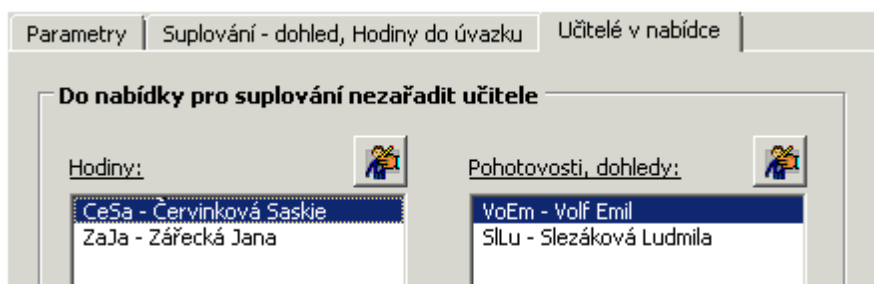 Parametry Suplování - dohled, Hodiny do úvazku Učitelé v nabídce
Do nabídky pro suplování nezařadit učitele
Hodiny: Pohotovosti, dohledy:
CeSa - Červinková Saskie VoEm - Volf Emil
ZaJa - Zářecká Jana SlLu - Slezáková Ludmila